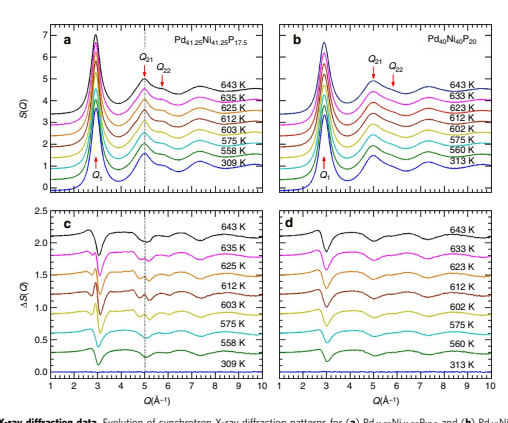 a Pd41.25Ni41.25P17.5
b Pd40Ni40P20
7
6
5
4
3
2
1
0
S(Q)
Q21
Q22
Q1
643 K
635 K
625 K
612 K
603 K
575 K
558 K
309 K
Q21
Q22
Q1
643 K
633 K
623 K
612 K
602 K
575 K
560 K
313 K
c
2.5
2.0
1.5
1.0
0.5
0.0
ΔS(Q)
643 K
635 K
625 K
612 K
603 K
575 K
558 K
309 K
1 2 3 4 5 6 7 8 9 10
Q(Å–1)
d
643 K
633 K
623 K
612 K
602 K
575 K
560 K
313 K
1 2 3 4 5 6 7 8 9 10
Q(Å–1)
X-ray diffraction data. Evolution of synchrotron X-ray diffraction patterns for (a) and (b)